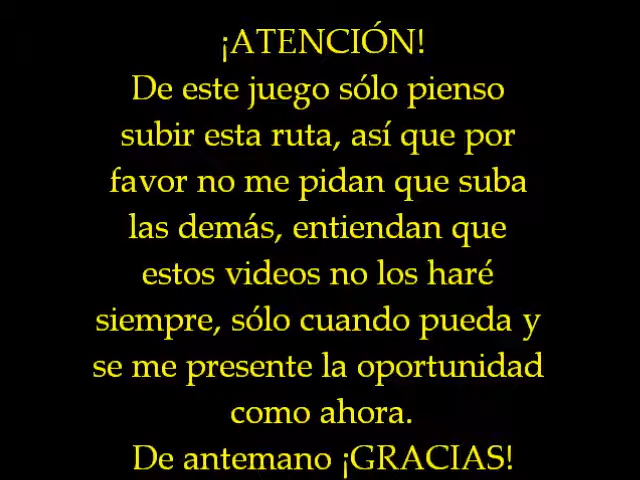 ¡ATENCIÓN!
De este juego sólo pienso
subir esta ruta, así que por
favor no me pidan que suba
las demás, entiendan que
estos videos no los haré
siempre, sólo cuando pueda y
se me presente la oportunidad
como ahora.
De antemano ¡GRACIAS!